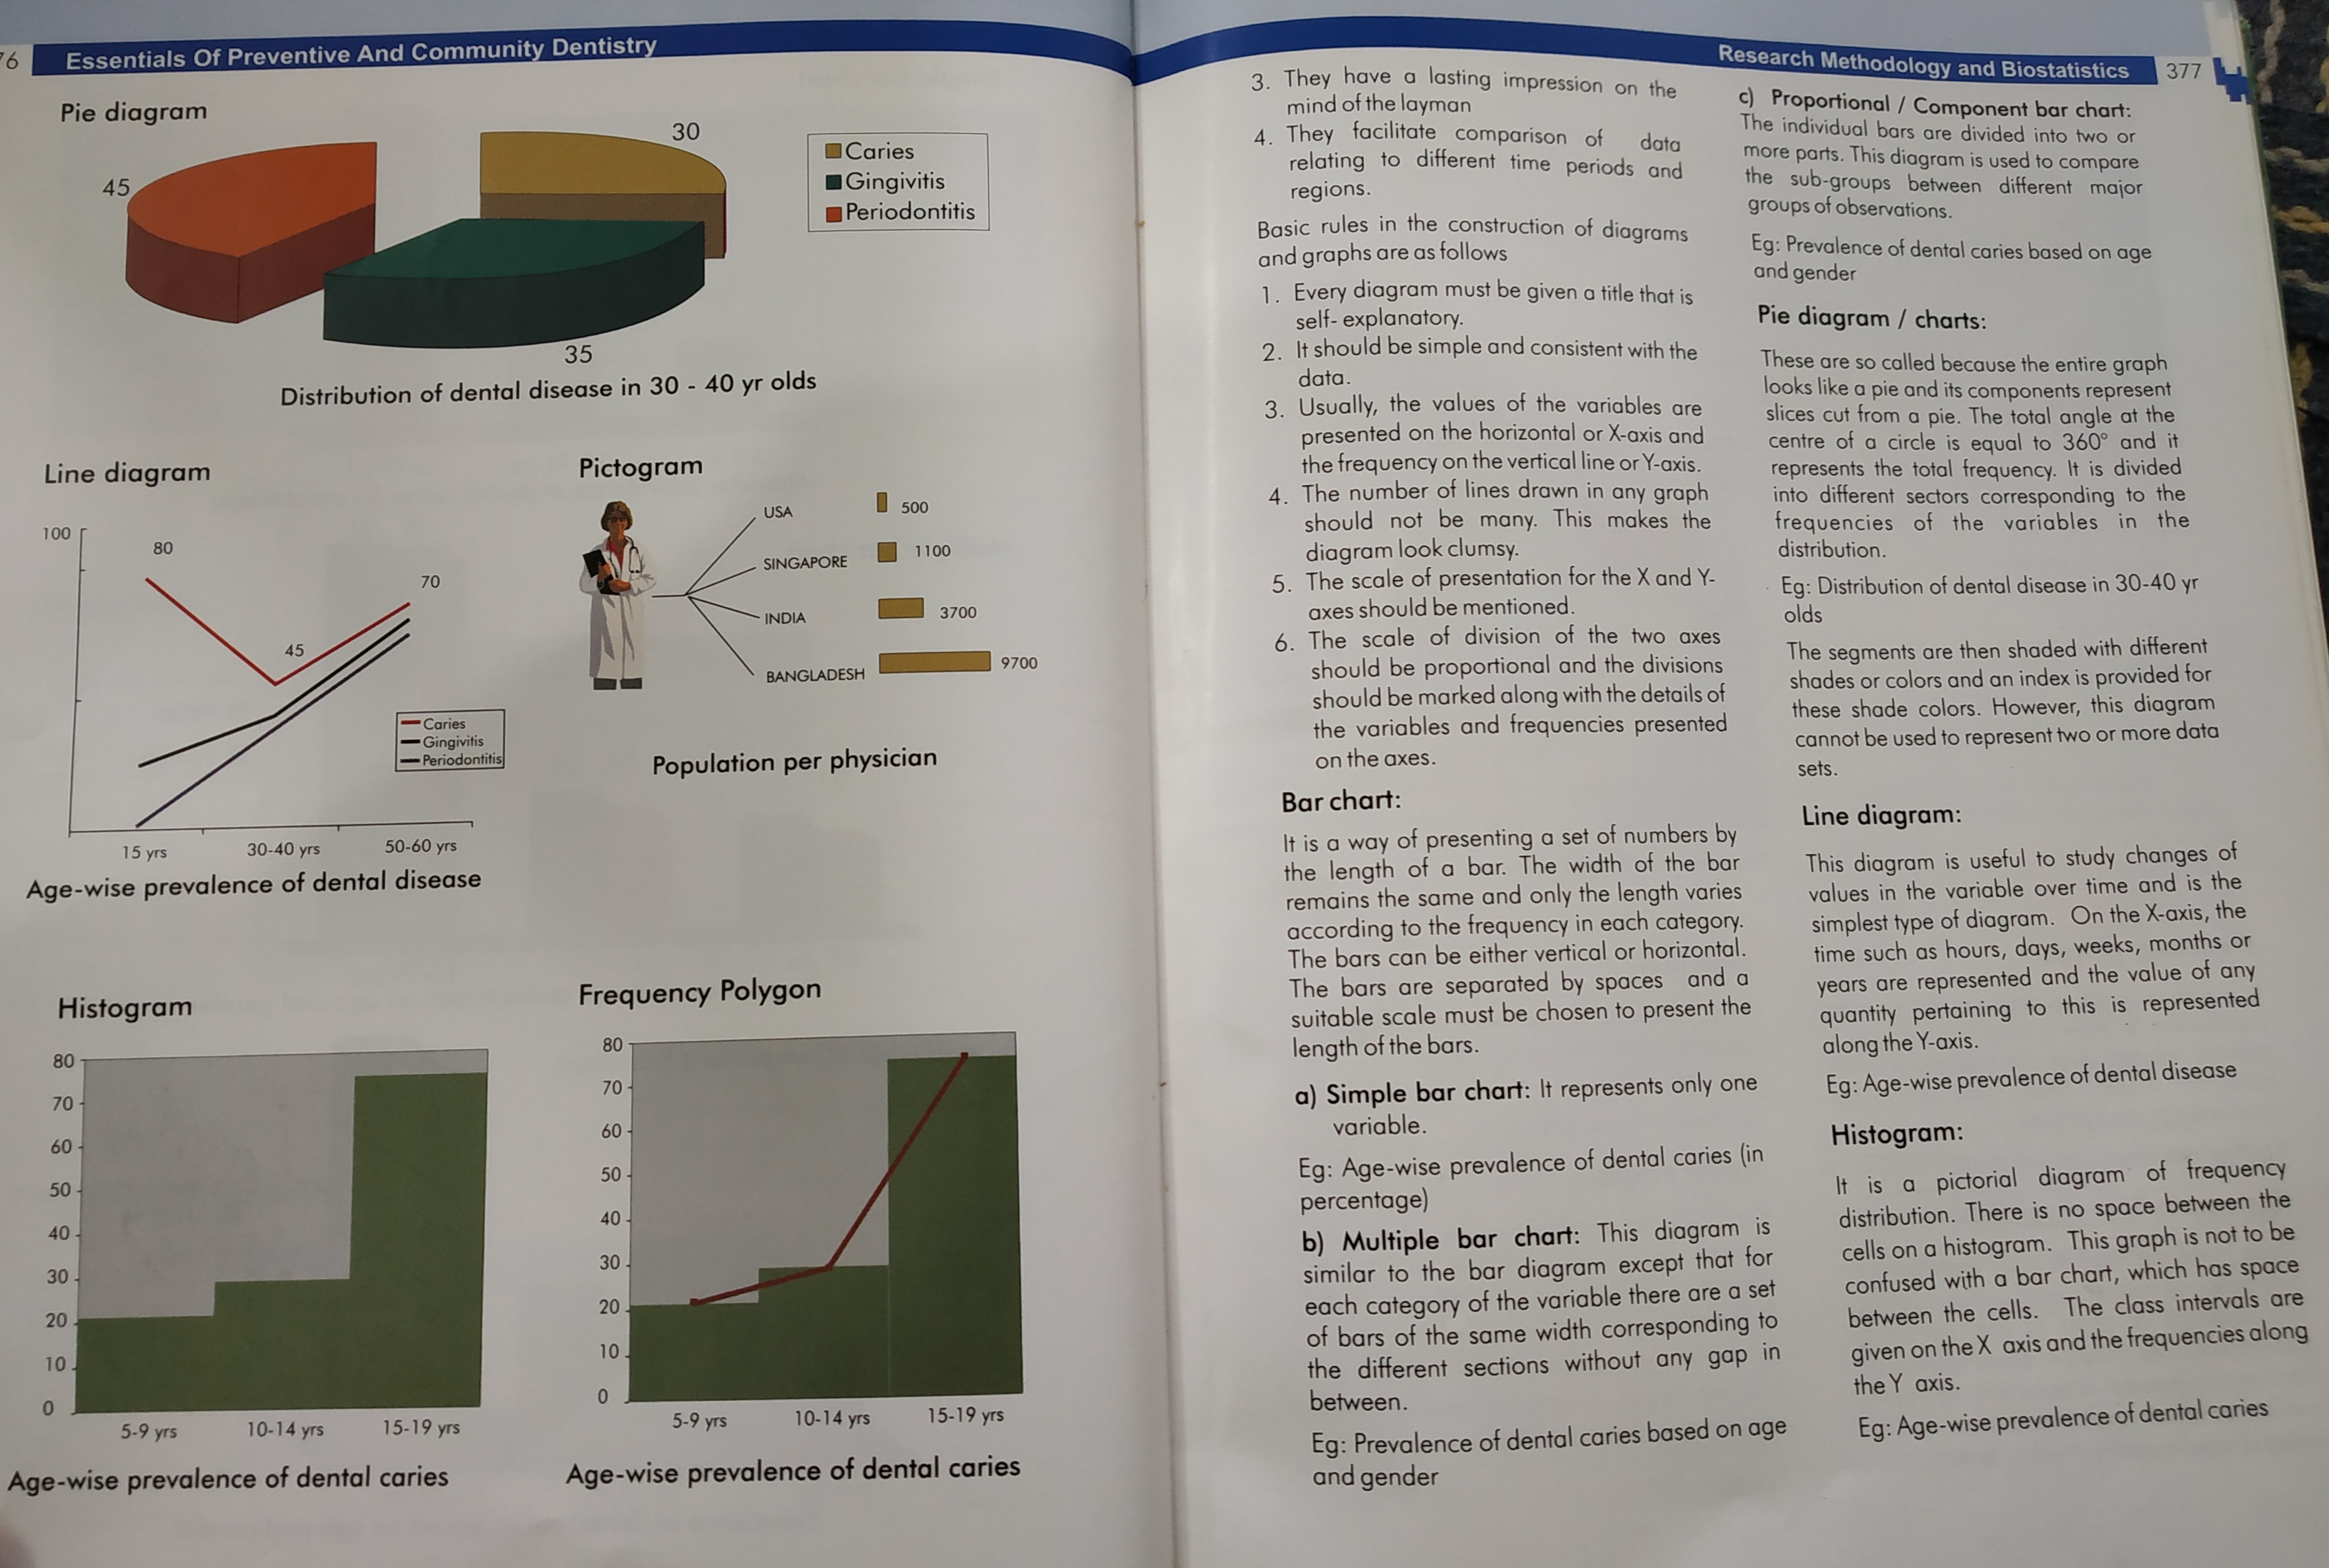 76 Essentials Of Preventive And Community Dentistry
Pie diagram
30
45
35
Caries
Gingivitis
Periodontitis
Distribution of dental disease in 30 - 40 yr olds
Line diagram
100
80
45
70
Caries
Gingivitis
Periodontitis
15 yrs 30-40 yrs 50-60 yrs
Age-wise prevalence of dental disease
Pictogram
USA 500
SINGAPORE 1100
INDIA 3700
BANGLADESH 9700
Population per physician
Histogram
80
70
60
50
40
30
20
10
0
5-9 yrs 10-14 yrs 15-19 yrs
Age-wise prevalence of dental caries
Frequency Polygon
80
70
60
50
40
30
20
10
0
5-9 yrs 10-14 yrs 15-19 yrs
Age-wise prevalence of dental caries
Research Methodology and Biostatistics 377
3. They have a lasting impression on the
mind of the layman
4. They facilitate comparison of data
relating to different time periods and
regions.
Basic rules in the construction of diagrams
and graphs are as follows
1. Every diagram must be given a title that is
self- explanatory.
2. It should be simple and consistent with the
data.
3. Usually, the values of the variables are
presented on the horizontal or X-axis and
the frequency on the vertical line or Y-axis.
4. The number of lines drawn in any graph
should not be many. This makes the
diagram look clumsy.
5. The scale of presentation for the X and Y-
axes should be mentioned.
6. The scale of division of the two axes
should be proportional and the divisions
should be marked along with the details of
the variables and frequencies presented
on the axes.
Bar chart:
It is a way of presenting a set of numbers by
the length of a bar. The width of the bar
remains the same and only the length varies
according to the frequency in each category.
The bars can be either vertical or horizontal.
The bars are separated by spaces and a
suitable scale must be chosen to present the
length of the bars.
a) Simple bar chart: It represents only one
variable.
Eg: Age-wise prevalence of dental caries (in
percentage)
b) Multiple bar chart: This diagram is
similar to the bar diagram except that for
each category of the variable there are a set
of bars of the same width corresponding to
the different sections without any gap in
between.
Eg: Prevalence of dental caries based on age
and gender
c) Proportional / Component bar chart:
The individual bars are divided into two or
more parts. This diagram is used to compare
the sub-groups between different major
groups of observations.
Eg: Prevalence of dental caries based on age
and gender
Pie diagram / charts:
These are so called because the entire graph
looks like a pie and its components represent
slices cut from a pie. The total angle at the
centre of a circle is equal to 360° and it
represents the total frequency. It is divided
into different sectors corresponding to the
frequencies of the variables in the
distribution.
Eg: Distribution of dental disease in 30-40 yr
olds
The segments are then shaded with different
shades or colors and an index is provided for
these shade colors. However, this diagram
cannot be used to represent two or more data
sets.
Line diagram:
This diagram is useful to study changes of
values in the variable over time and is the
simplest type of diagram. On the X-axis, the
time such as hours, days, weeks, months or
years are represented and the value of any
quantity pertaining to this is represented
along the Y-axis.
Eg: Age-wise prevalence of dental disease
Histogram:
It is a pictorial diagram of frequency
distribution. There is no space between the
cells on a histogram. This graph is not to be
confused with a bar chart, which has space
between the cells. The class intervals are
given on the X axis and the frequencies along
the Y axis.
Eg: Age-wise prevalence of dental caries